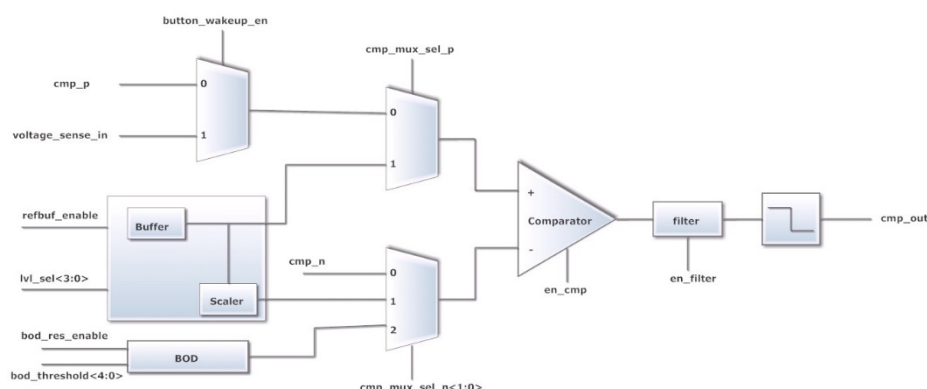 button_wakeup_en
cmp_mux_sel_p
cmp_p
0
0
voltage_sense_in
1
1
refbuf_enable
Buffer
+
Comparator
filter
cmp_out
-
cmp_n
0
lvl_sel<3:0>
Scaler
1
en_cmp
en_filter
bod_res_enable
2
BOD
bod_threshold<4:0>
cmp_mux_sel_n<1:0>